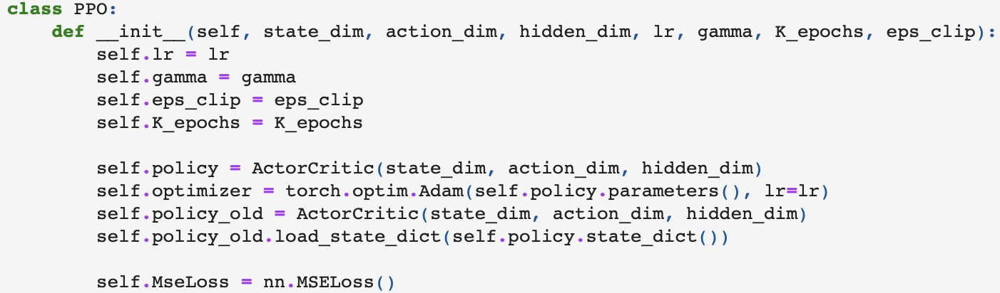 class PPO:
    def __init__(self, state_dim, action_dim, hidden_dim, lr, gamma, K_epochs, eps_clip):
        self.lr = lr
        self.gamma = gamma
        self.eps_clip = eps_clip
        self.K_epochs = K_epochs

        self.policy = ActorCritic(state_dim, action_dim, hidden_dim)
        self.optimizer = torch.optim.Adam(self.policy.parameters(), lr=lr)
        self.policy_old = ActorCritic(state_dim, action_dim, hidden_dim)
        self.policy_old.load_state_dict(self.policy.state_dict())

        self.MseLoss = nn.MSELoss()